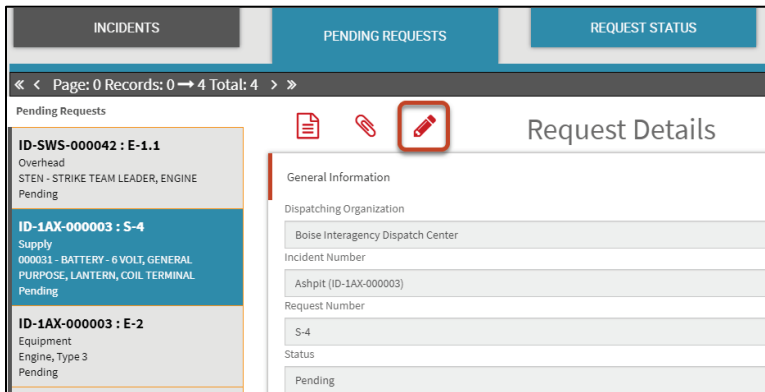 INCIDENTS
PENDING REQUESTS
REQUEST STATUS
« < Page: 0 Records: 0 → 4 Total: 4 > »
Pending Requests
ID-SWS-000042 : E-1.1
Overhead
STEN - STRIKE TEAM LEADER, ENGINE
Pending
ID-1AX-000003 : S-4
Supply
000031 - BATTERY - 6 VOLT, GENERAL
PURPOSE, LANTERN, COIL TERMINAL
Pending
ID-1AX-000003 : E-2
Equipment
Engine, Type 3
Pending
Request Details
General Information
Dispatching Organization
Boise Interagency Dispatch Center
Incident Number
Ashpit (ID-1AX-000003)
Request Number
S-4
Status
Pending